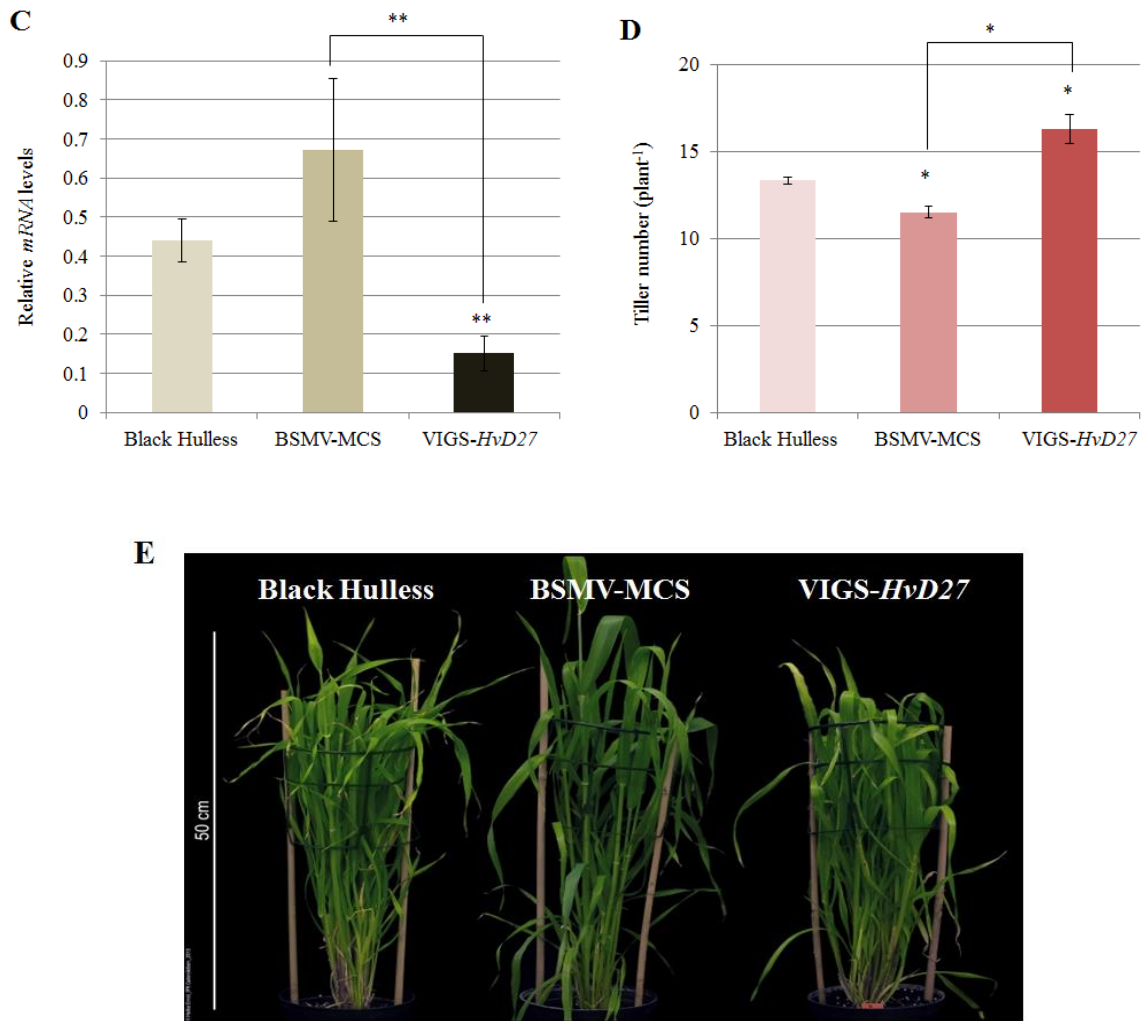 C
**
0.9
0.8
0.7
0.6
0.5
0.4
0.3
0.2
0.1
0
Relative mRNA levels
**
Black Hulless
BSMV-MCS
VIGS-HvD27
D
*
20
15
10
5
0
Tiller number (plant-1)
*
*
Black Hulless
BSMV-MCS
VIGS-HvD27
E
Black Hulless
BSMV-MCS
VIGS-HvD27
50 cm